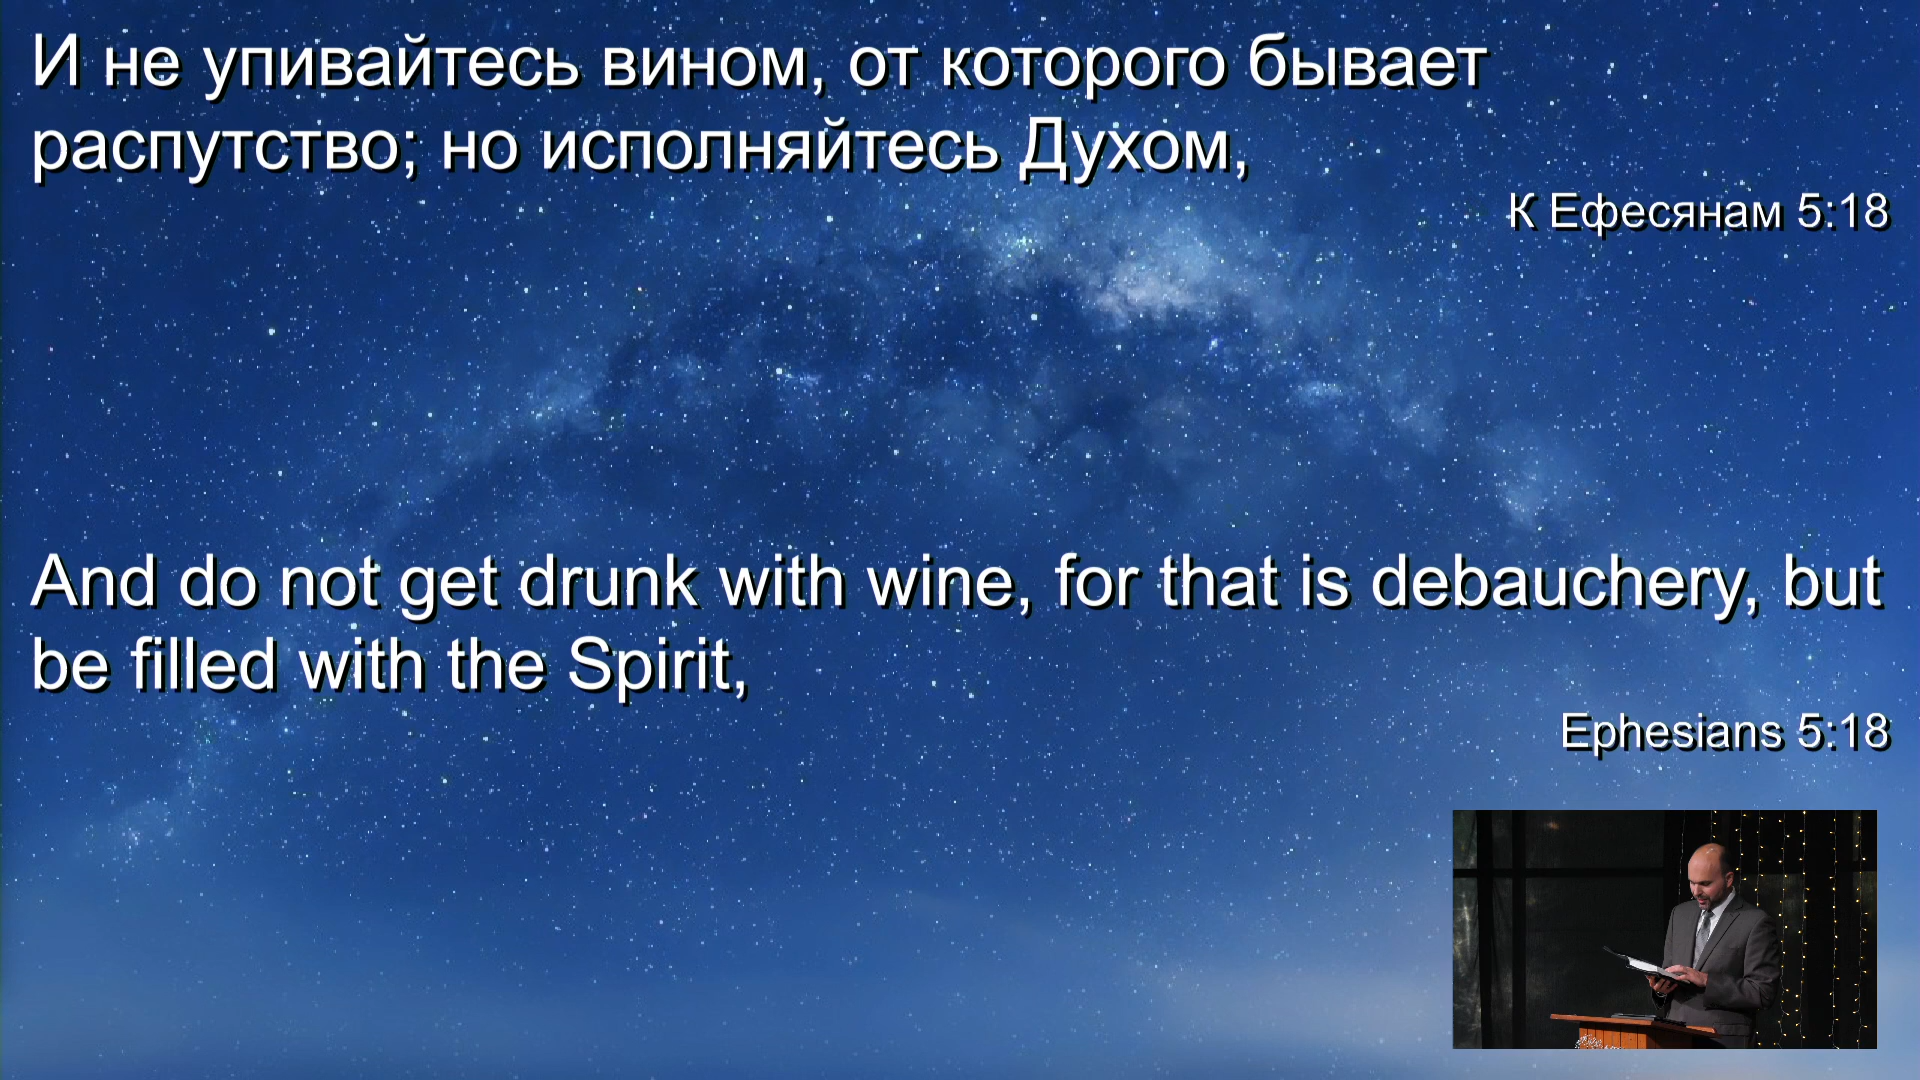 И не упивайтесь вином, от которого бывает
распутство; но исполняйтесь Духом,
К Ефесянам 5:18
And do not get drunk with wine, for that is debauchery, but
be filled with the Spirit,
Ephesians 5:18